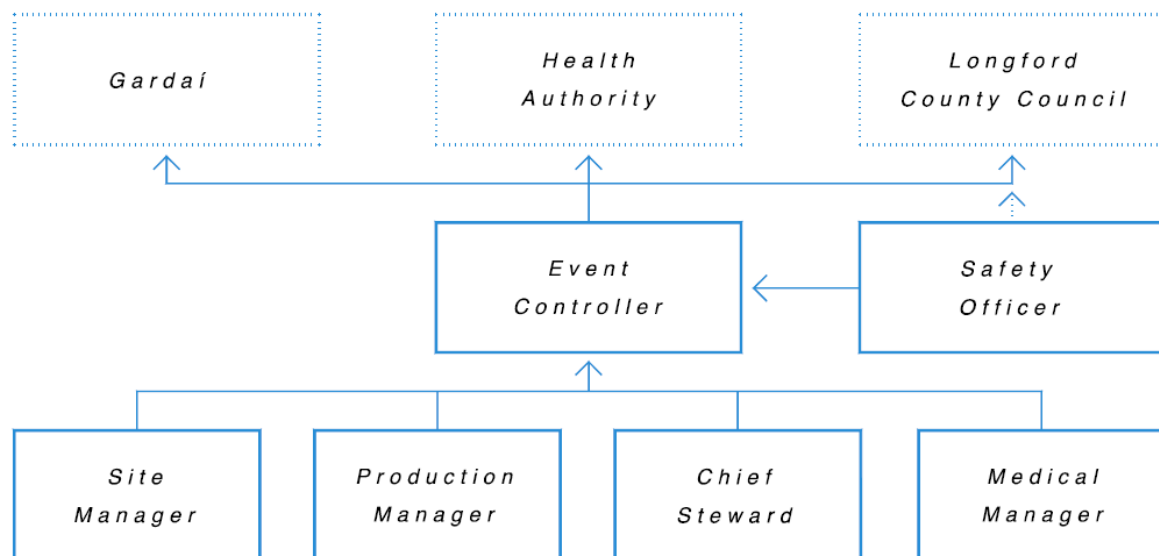 Gardaí
Health
Authority
Longford
County Council
Event
Controller
Safety
Officer
Site
Manager
Production
Manager
Chief
Steward
Medical
Manager